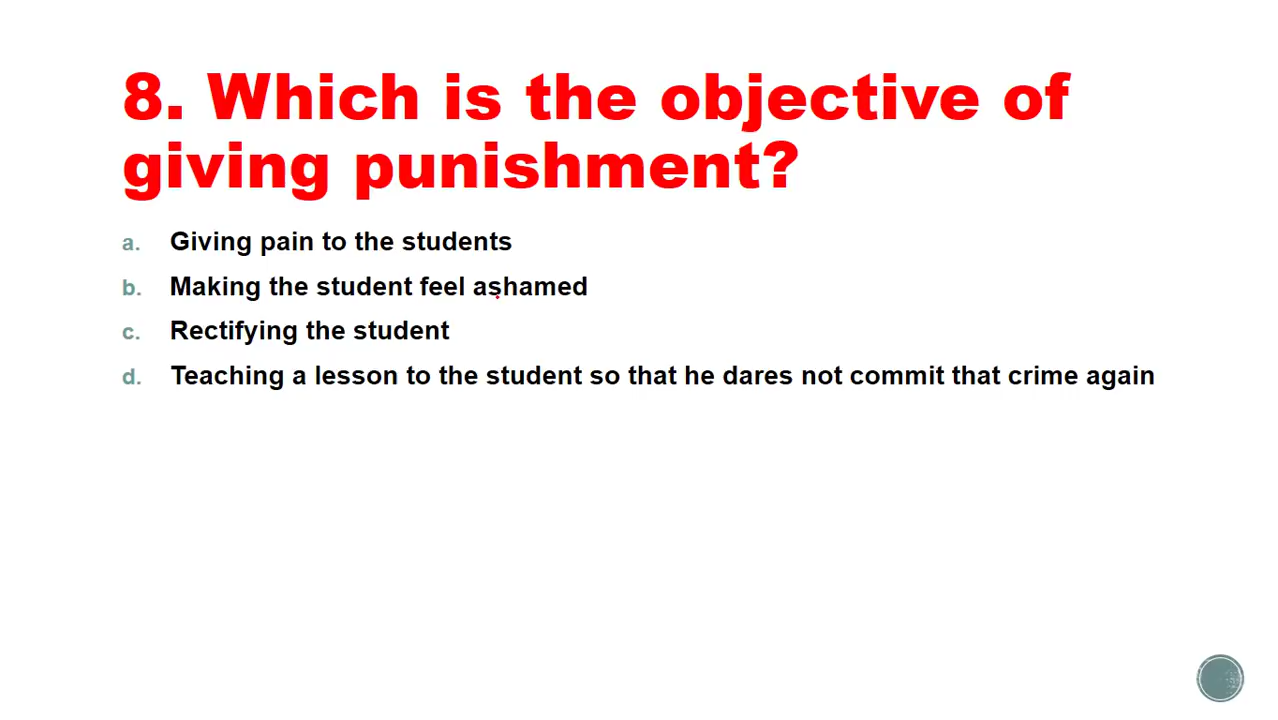 8. Which is the objective of
giving punishment?
a. Giving pain to the students
b. Making the student feel ashamed
c. Rectifying the student
d. Teaching a lesson to the student so that he dares not commit that crime again